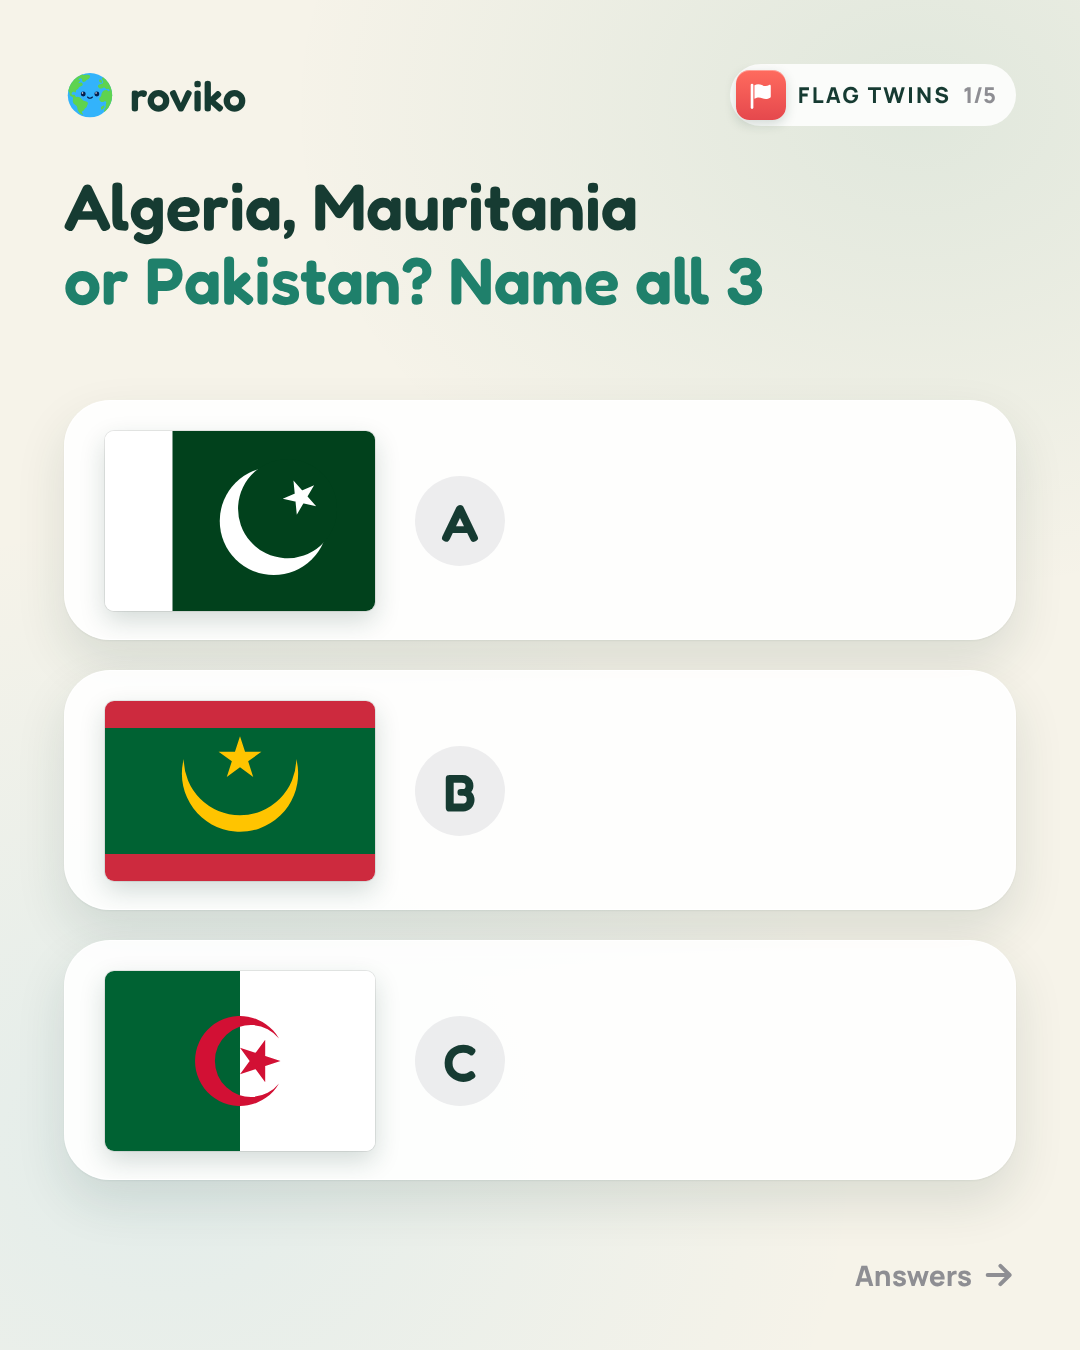 roviko
FLAG TWINS 1/5
Algeria, Mauritania
or Pakistan? Name all 3
A
B
C
Answers →